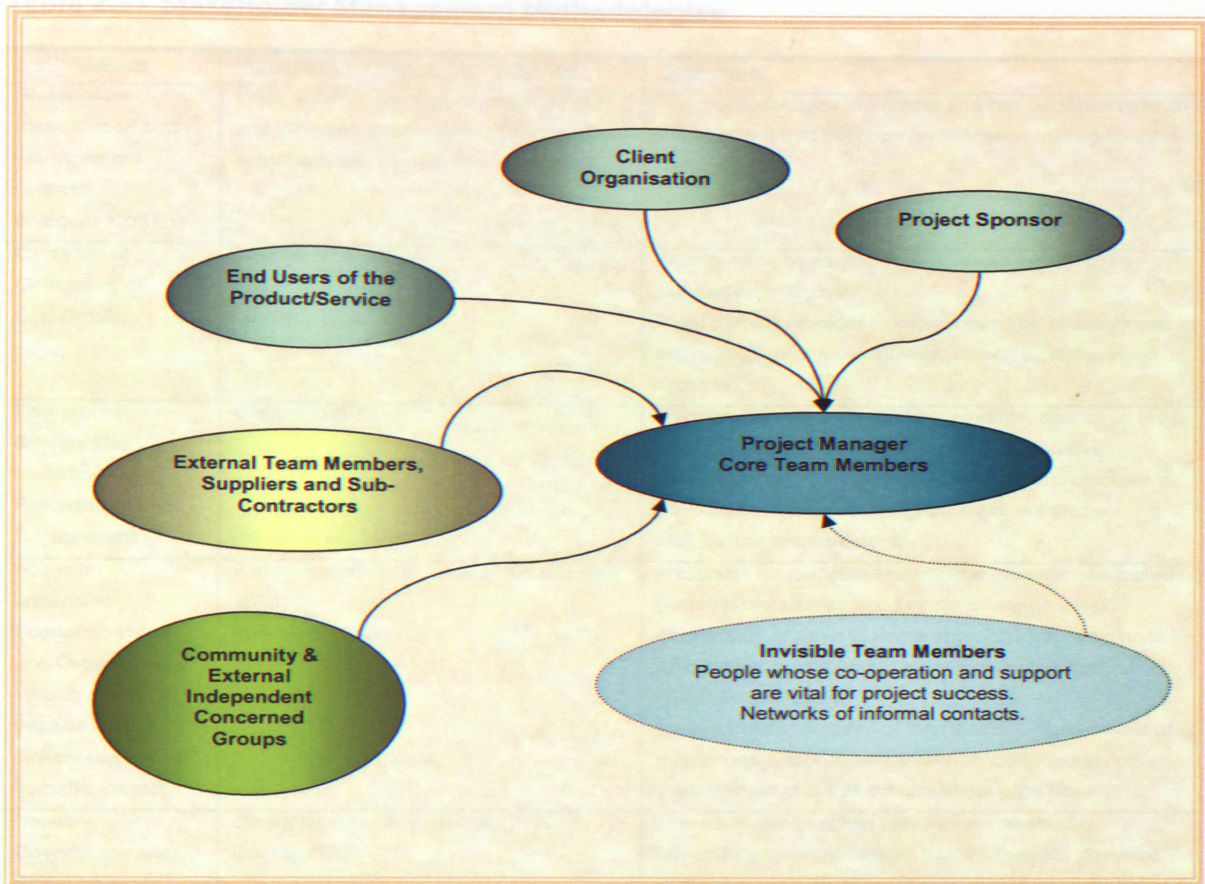 Client
Organisation
Project Sponsor
End Users of the
Product/Service
Project Manager
Core Team Members
External Team Members,
Suppliers and Sub-
Contractors
Community &
External
Independent
Concerned
Groups
Invisible Team Members
People whose co-operation and support
are vital for project success.
Networks of informal contacts.